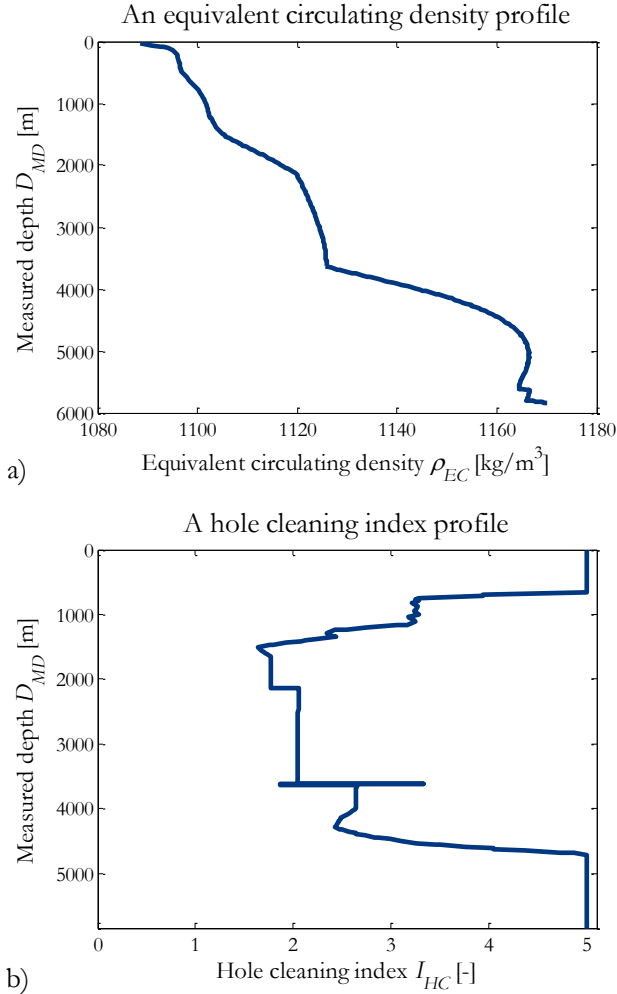 An equivalent circulating density profile
0
1000
2000
3000
4000
5000
6000
Measured depth D_MD [m]
1080 1100 1120 1140 1160 1180
Equivalent circulating density ρ_EC [kg/m³]
a)
A hole cleaning index profile
0
1000
2000
3000
4000
5000
Measured depth D_MD [m]
0 1 2 3 4 5
Hole cleaning index I_HC [-]
b)